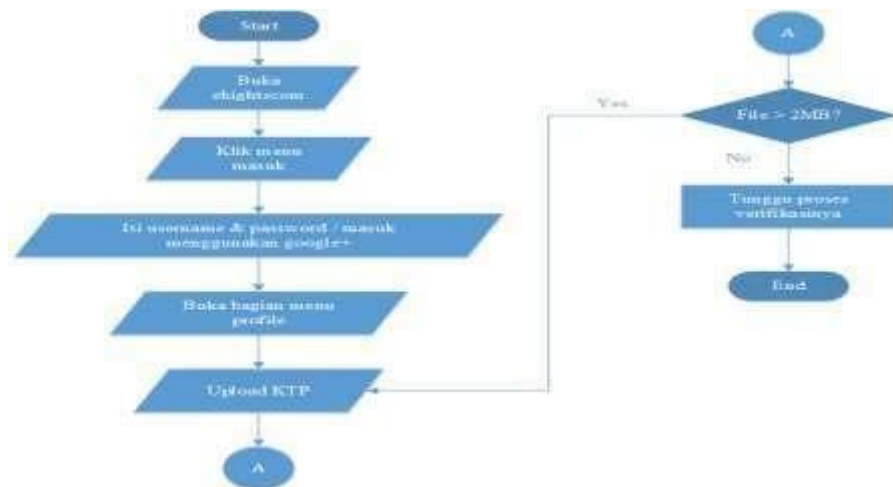 Start
Buka
ehightscom
Klik menu
masuk
Isi username & password / masuk
menggunakan google+
Buka bagian menu
profile
Upload KTP
A
A
File > 2MB?
Yes
No
Tunggu proses
verifikasinya
End